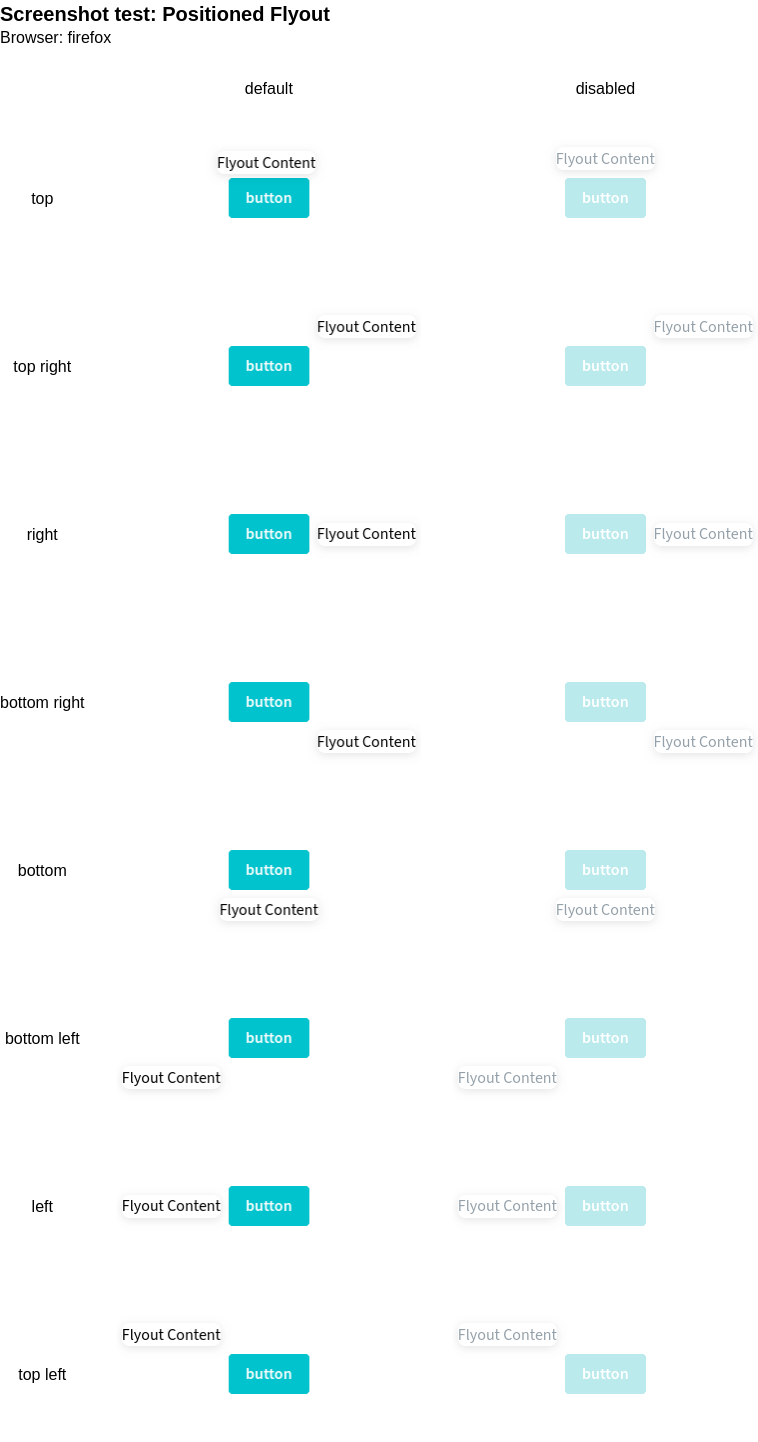 Screenshot test: Positioned Flyout
Browser: firefox
default disabled
Flyout Content Flyout Content
top button button
Flyout Content Flyout Content
top right button button
right button Flyout Content button Flyout Content
bottom right button button
Flyout Content Flyout Content
bottom button button
Flyout Content Flyout Content
bottom left button button
Flyout Content Flyout Content
left Flyout Content button Flyout Content button
Flyout Content Flyout Content
top left button button